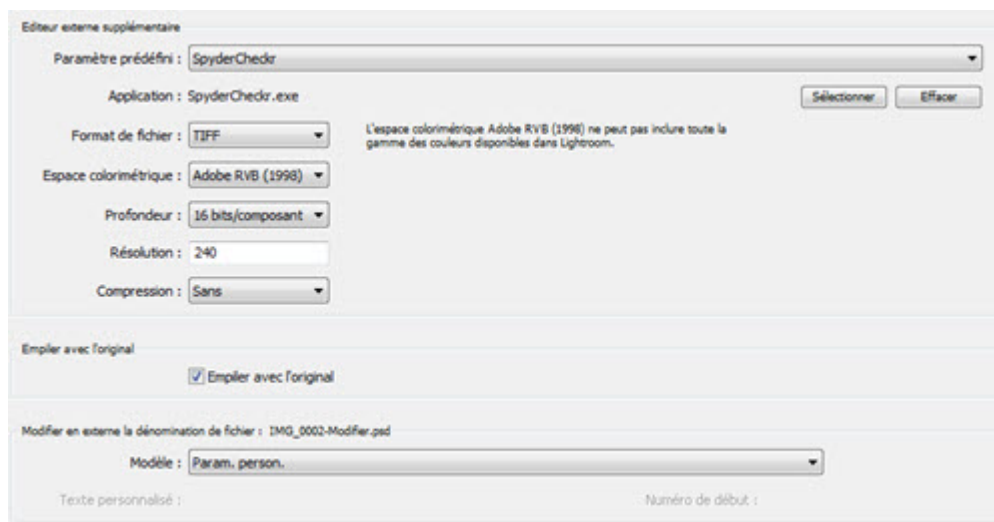 Editeur externe supplémentaire
Paramètre prédéfini : SpyderCheckr
Application : SpyderCheckr.exe
Sélectionner Effacer
Format de fichier : TIFF
L'espace colorimétrique Adobe RVB (1998) ne peut pas inclure toute la
gamme des couleurs disponibles dans Lightroom.
Espace colorimétrique : Adobe RVB (1998)
Profondeur : 16 bits/composant
Résolution : 240
Compression : Sans
Empiler avec l'original
Empiler avec l'original
Modifier en externe la dénomination de fichier : IMG_0002-Modifier.psd
Modèle : Param. person.
Texte personnalisé : Numéro de début :